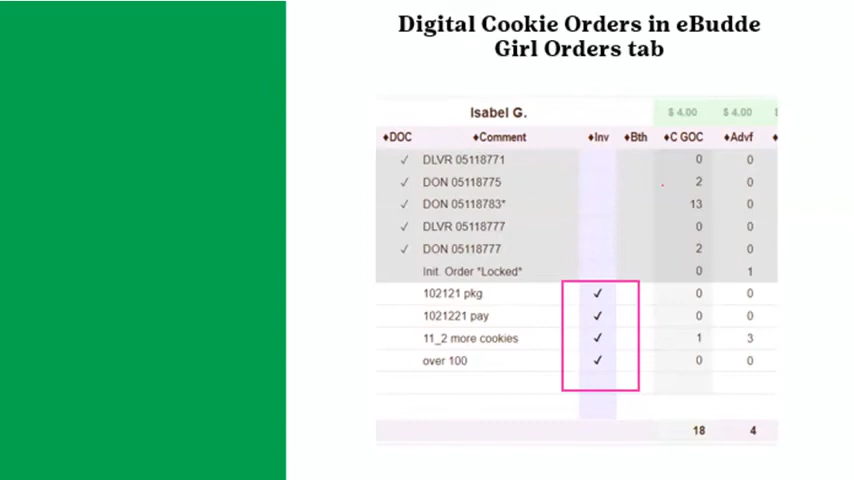 Digital Cookie Orders in eBudde
Girl Orders tab
Isabel G. $ 4.00 $ 4.00
♦DOC ♦Comment ♦Inv ♦Bth ♦C GOC ♦Advf
✓ DLVR 05118771 0 0
✓ DON 05118775 2 0
✓ DON 05118783* 13 0
✓ DLVR 05118777 0 0
✓ DON 05118777 2 0
Init. Order *Locked* 0 1
102121 pkg ✓ 0 0
1021221 pay ✓ 0 0
11_2 more cookies ✓ 1 3
over 100 ✓ 0 0
18 4